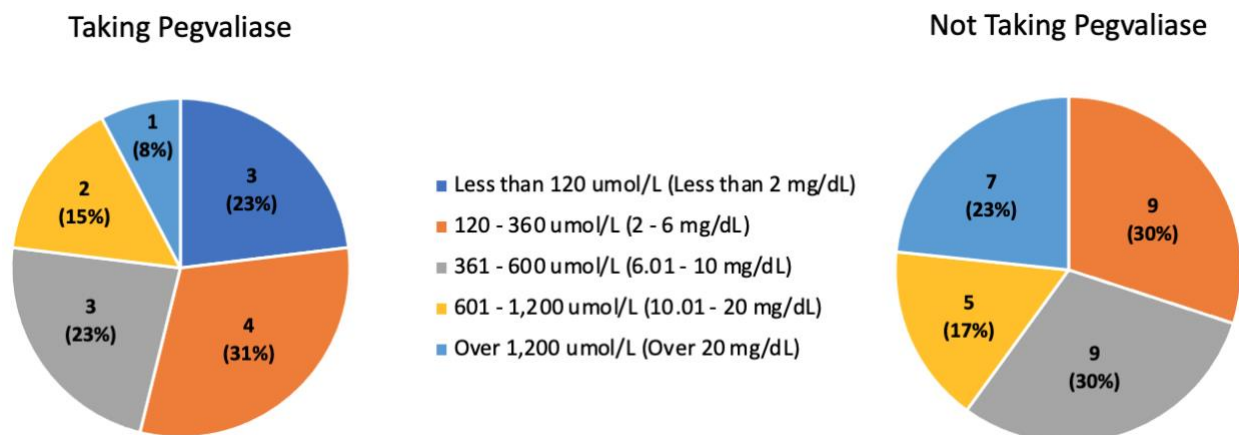 Taking Pegvaliase
Not Taking Pegvaliase
1
(8%)
3
(23%)
2
(15%)
3
(23%)
4
(31%)
Less than 120 umol/L (Less than 2 mg/dL)
120 - 360 umol/L (2 - 6 mg/dL)
361 - 600 umol/L (6.01 - 10 mg/dL)
601 - 1,200 umol/L (10.01 - 20 mg/dL)
Over 1,200 umol/L (Over 20 mg/dL)
7
(23%)
9
(30%)
5
(17%)
9
(30%)